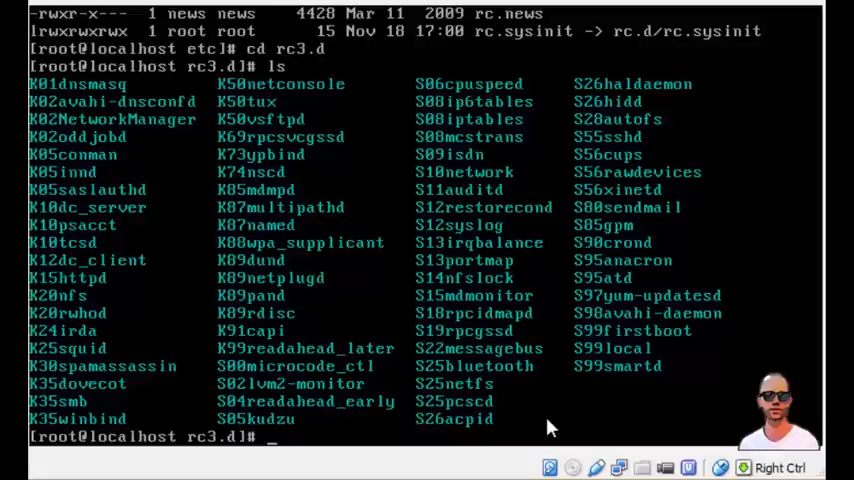 -rwxr-x--- 1 news news 4428 Mar 11 2009 rc.news
lrwxrwxrwx 1 root root 15 Nov 18 17:00 rc.sysinit -> rc.d/rc.sysinit
[root@localhost etc]# cd rc3.d
[root@localhost rc3.d]# ls
K01dnsmasq K50netconsole S06cpuspeed S26haldaemon
K02avahi-dnsconfd K50tux S08ip6tables S26hidd
K02NetworkManager K50vsftpd S08iptables S28autofs
K02oddjobd K69rpcsvcgssd S08mcstrans S55sshd
K05conman K73ypbind S09isdn S56cups
K05innd K74nscd S10network S56rawdevices
K05saslauthd K85mdmpd S11auditd S56xinetd
K10dc_server K87multipathd S12restorecond S80sendmail
K10psacct K87named S12syslog S85gpm
K10tcsd K88wpa_supplicant S13irqbalance S90crond
K12dc_client K89dund S13portmap S95anacron
K15httpd K89netplugd S14nfslock S95atd
K20nfs K89pand S15mdmonitor S97yum-updatesd
K20rwhod K89rdisc S18rpcidmapd S98avahi-daemon
K24irda K91capi S19rpcgssd S99firstboot
K25squid K99readahead_later S22messagebus S99local
K30spamassassin S00microcode_ctl S25bluetooth S99smartd
K35dovecot S02lvm2-monitor S25netfs
K35smb S04readahead_early S25pcscd
K35winbind S05kudzu S26acpid
[root@localhost rc3.d]# _
Right Ctrl